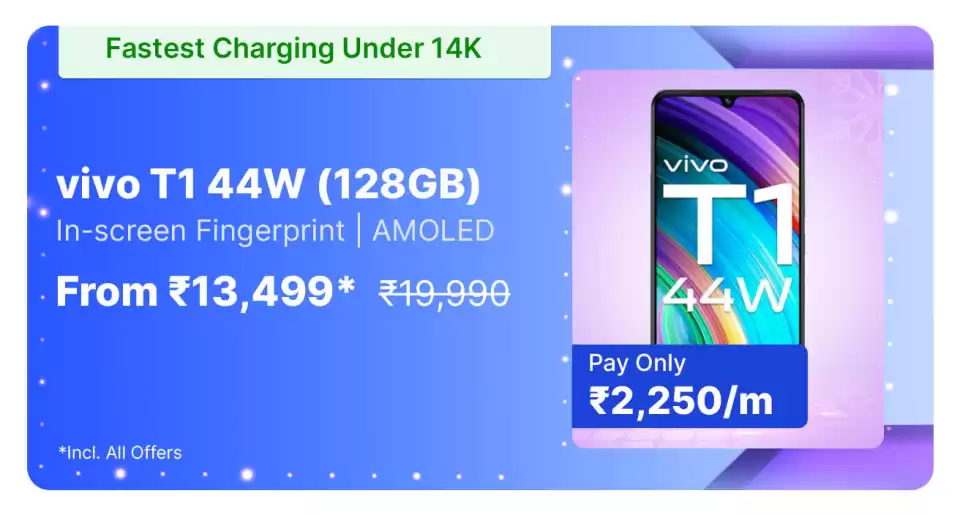 Fastest Charging Under 14K
vivo T1 44W (128GB)
In-screen Fingerprint | AMOLED
From ₹13,499* ₹19,990
*Incl. All Offers
vivo
T1
44W
Pay Only
₹2,250/m